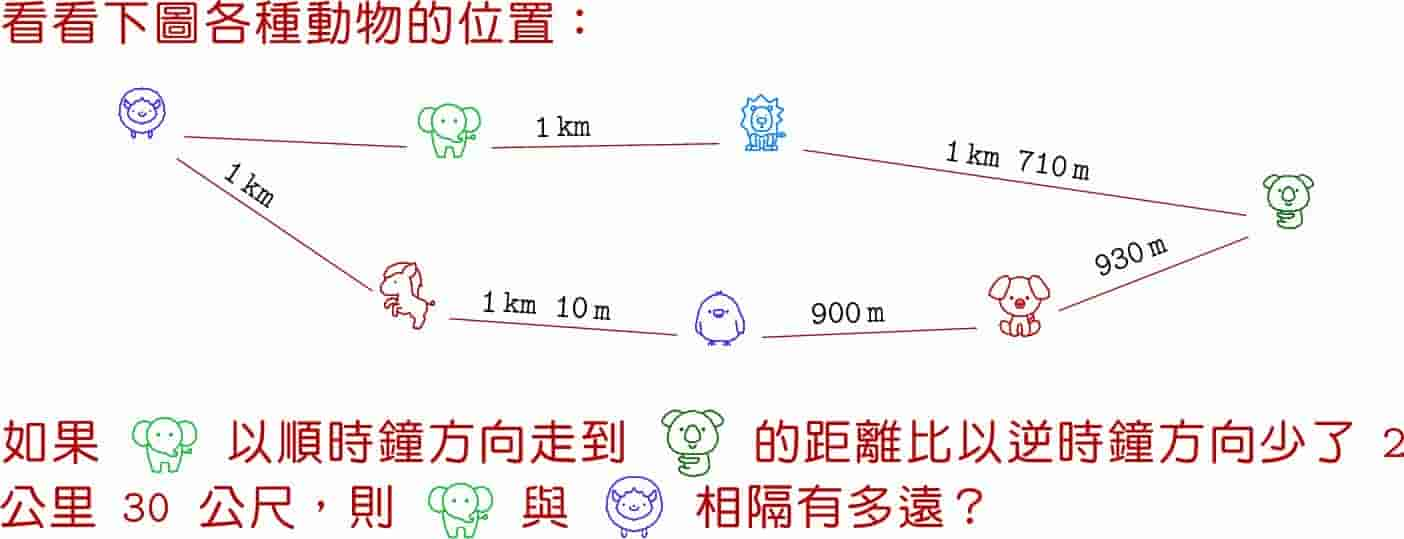 看看下圖各種動物的位置：
1 km
1 km 710 m
1 km
930 m
1 km 10 m
900 m
如果 以順時鐘方向走到 的距離比以逆時鐘方向少了 2
公里 30 公尺，則 與 相隔有多遠？